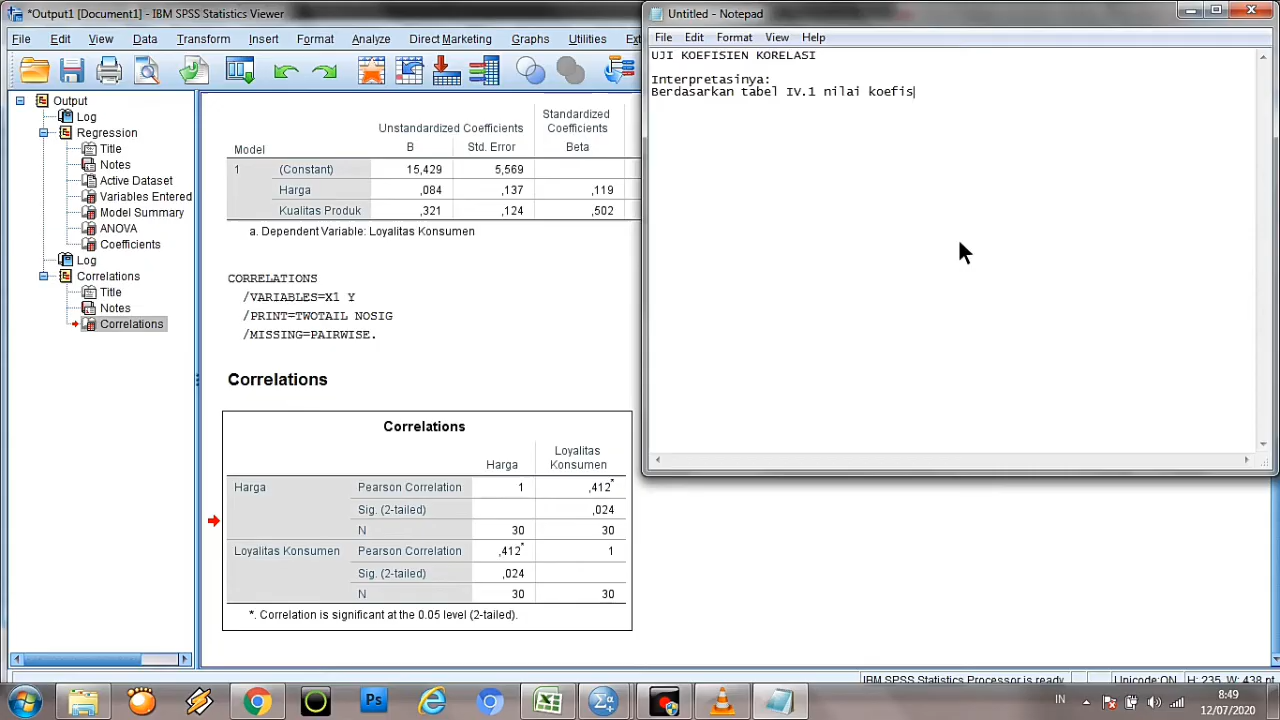 *Output1 [Document1] - IBM SPSS Statistics Viewer
File Edit View Data Transform Insert Format Analyze Direct Marketing Graphs Utilities
Output
Log
Regression
Title
Notes
Active Dataset
Variables Entered
Model Summary
ANOVA
Coefficients
Log
Correlations
Title
Notes
Correlations
Unstandardized Coefficients Standardized Coefficients
Model B Std. Error Beta
1 (Constant) 15,429 5,569
Harga ,084 ,137 ,119
Kualitas Produk ,321 ,124 ,502
a. Dependent Variable: Loyalitas Konsumen
CORRELATIONS
/VARIABLES=X1 Y
/PRINT=TWOTAIL NOSIG
/MISSING=PAIRWISE.
Correlations
Correlations
Harga Loyalitas Konsumen
Harga Pearson Correlation 1 ,412*
Sig. (2-tailed) ,024
N 30 30
Loyalitas Konsumen Pearson Correlation ,412* 1
Sig. (2-tailed) ,024
N 30 30
*. Correlation is significant at the 0.05 level (2-tailed).
Untitled - Notepad
File Edit Format View Help
UJI KOEFISIEN KORELASI
Interpretasinya:
Berdasarkan tabel IV.1 nilai koefis
IBM SPSS Statistics Processor is ready Unicode:ON H: 235, W: 438 pt.
Ps
IN
8:49
12/07/2020